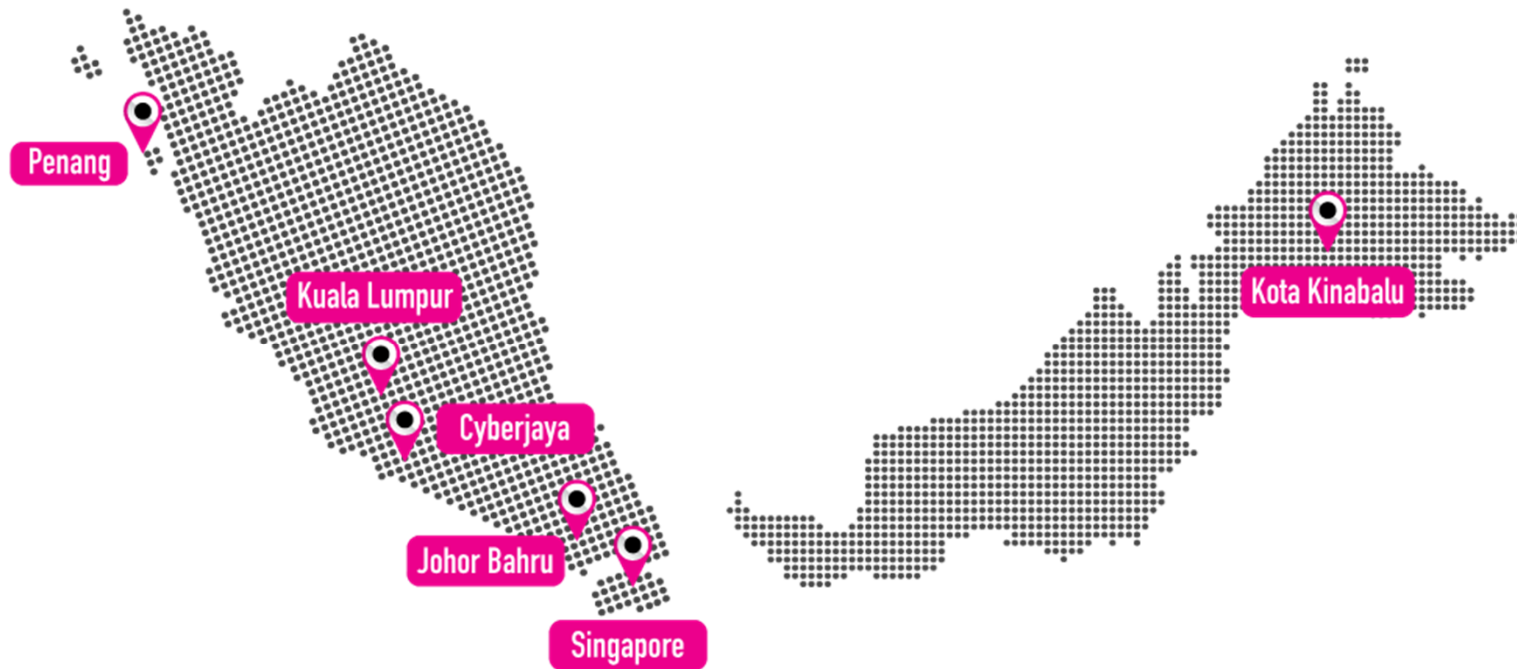 Penang
Kuala Lumpur
Kota Kinabalu
Cyberjaya
Johor Bahru
Singapore